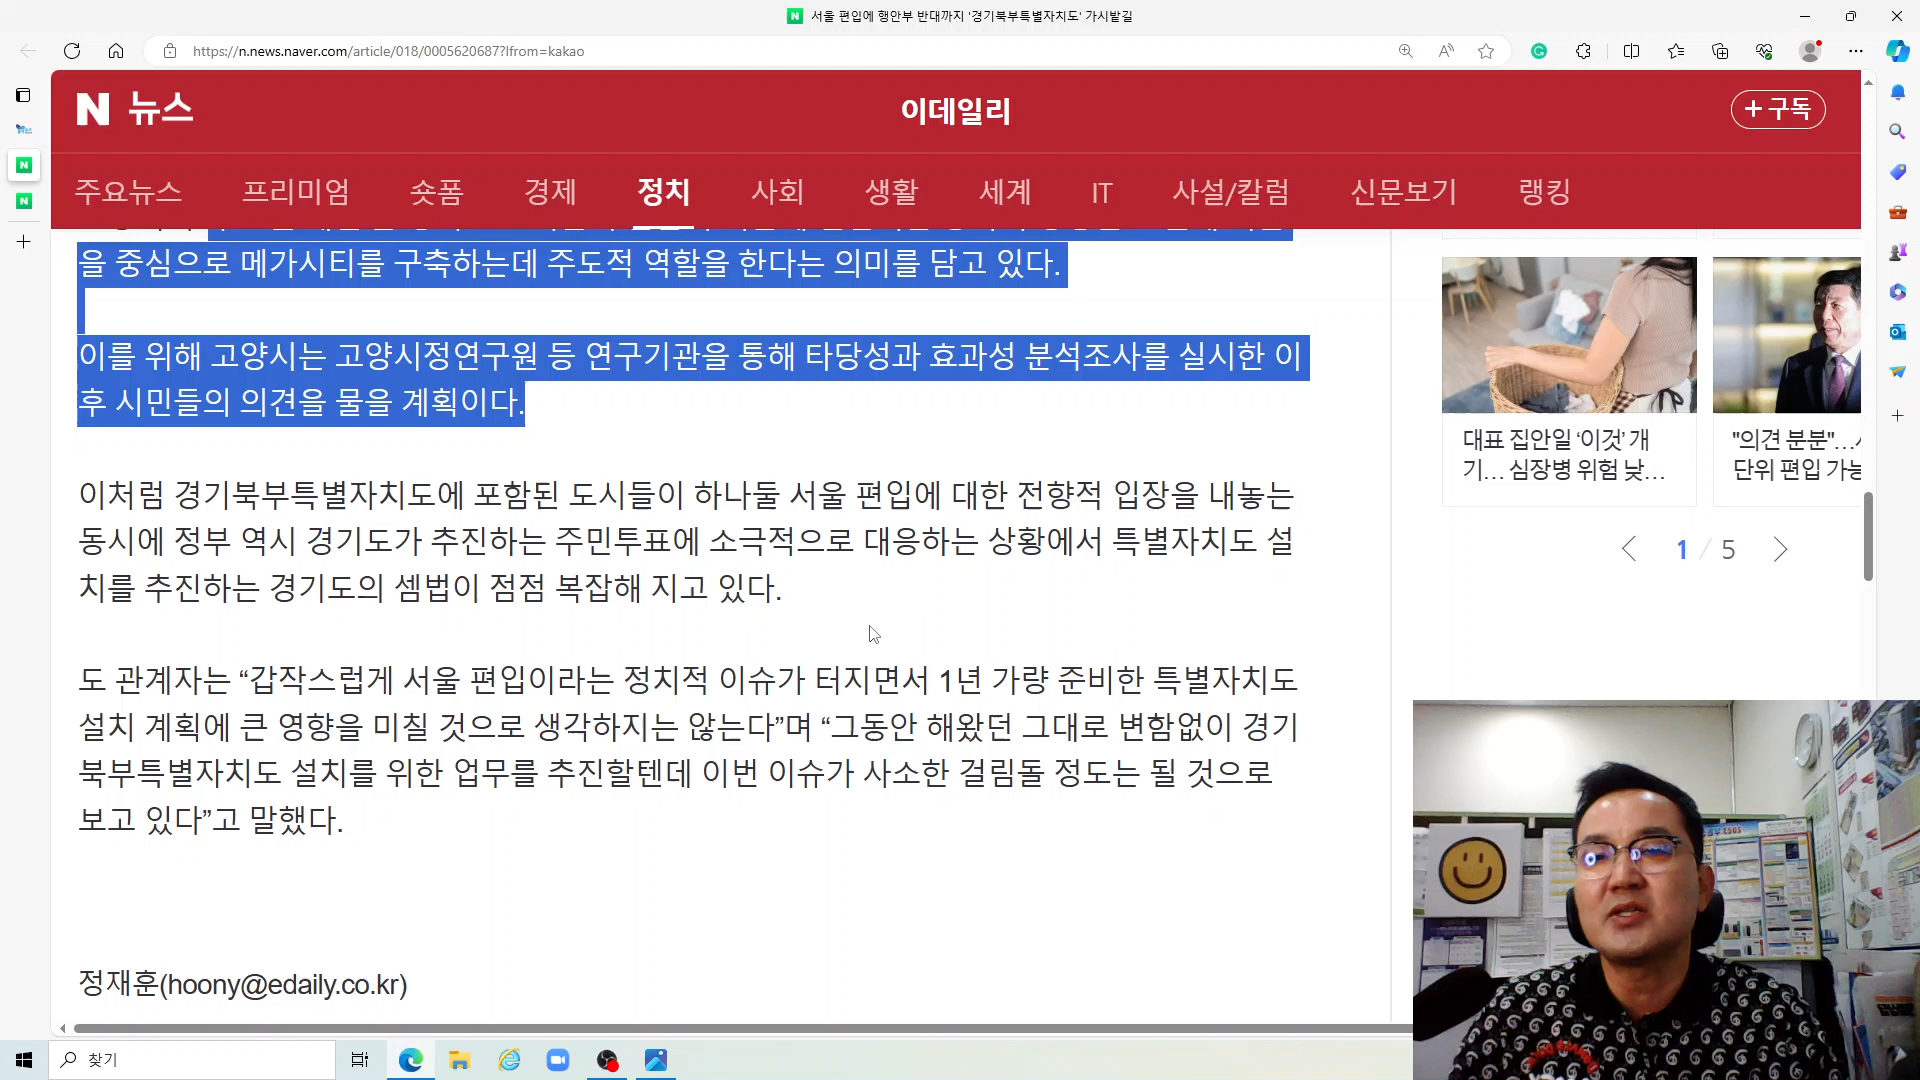 서울 편입에 행안부 반대까지 '경기북부특별자치도' 가시밭길
https://n.news.naver.com/article/018/0005620687?lfrom=kakao
N 뉴스
이데일리
+ 구독
주요뉴스 프리미엄 숏폼 경제 정치 사회 생활 세계 IT 사설/칼럼 신문보기 랭킹
을 중심으로 메가시티를 구축하는데 주도적 역할을 한다는 의미를 담고 있다.
이를 위해 고양시는 고양시정연구원 등 연구기관을 통해 타당성과 효과성 분석조사를 실시한 이
후 시민들의 의견을 물을 계획이다.
이처럼 경기북부특별자치도에 포함된 도시들이 하나둘 서울 편입에 대한 전향적 입장을 내놓는
동시에 정부 역시 경기도가 추진하는 주민투표에 소극적으로 대응하는 상황에서 특별자치도 설
치를 추진하는 경기도의 셈법이 점점 복잡해 지고 있다.
도 관계자는 “갑작스럽게 서울 편입이라는 정치적 이슈가 터지면서 1년 가량 준비한 특별자치도
설치 계획에 큰 영향을 미칠 것으로 생각하지는 않는다”며 “그동안 해왔던 그대로 변함없이 경기
북부특별자치도 설치를 위한 업무를 추진할텐데 이번 이슈가 사소한 걸림돌 정도는 될 것으로
보고 있다”고 말했다.
정재훈(hoony@edaily.co.kr)
대표 집안일 ‘이것’ 개
기… 심장병 위험 낮…
"의견 분분"…
단위 편입 가능
1 / 5
찾기